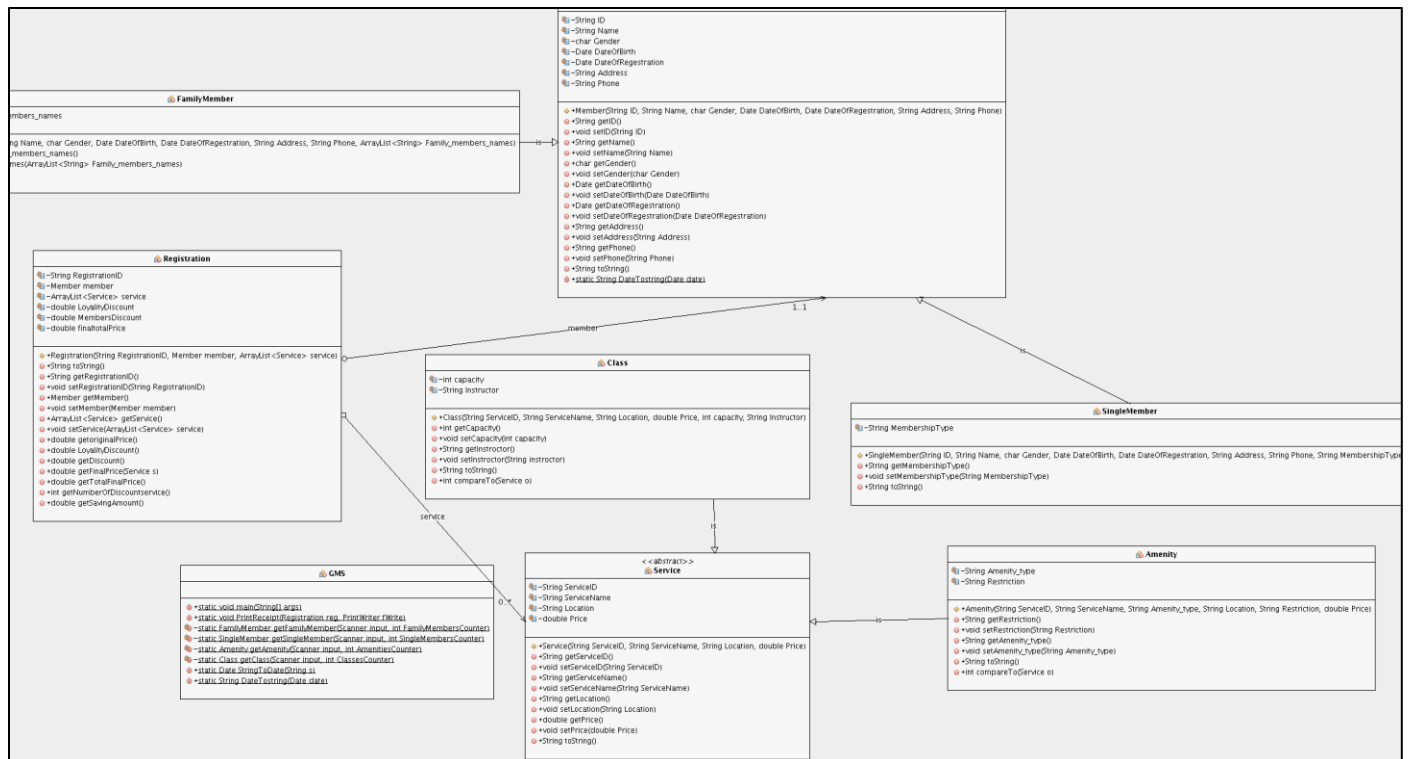 -String ID
-String Name
-char Gender
-Date DateOfBirth
-Date DateOfRegestration
-String Address
-String Phone
+Member(String ID, String Name, char Gender, Date DateOfBirth, Date DateOfRegestration, String Address, String Phone)
+String getID()
+void setID(String ID)
+String getName()
+void setName(String Name)
+char getGender()
+void setGender(char Gender)
+Date getDateOfBirth()
+void setDateOfBirth(Date DateOfBirth)
+Date getDateOfRegestration()
+void setDateOfRegestration(Date DateOfRegestration)
+String getAddress()
+void setAddress(String Address)
+String getPhone()
+void setPhone(String Phone)
+String toString()
+static String DateTostring(Date date)
FamilyMember
embers_names
ng Name, char Gender, Date DateOfBirth, Date DateOfRegestration, String Address, String Phone, ArrayList<String> Family_members_names)
_members_names()
ames(ArrayList<String> Family_members_names)
is
Registration
-String RegistrationID
-Member member
-ArrayList<Service> service
-double LoyalityDiscount
-double MembersDiscount
-double finaltotalPrice
+Registration(String RegistrationID, Member member, ArrayList<Service> service)
+String toString()
+String getRegistrationID()
+void setRegistrationID(String RegistrationID)
+Member getMember()
+void setMember(Member member)
+ArrayList<Service> getService()
+void setService(ArrayList<Service> service)
+double getoriginalPrice()
+double LoyalityDiscount()
+double getDiscount()
+double getFinalPrice(Service s)
+double getTotalFinalPrice()
+int getNumberOfDiscountservice()
+double getSavingAmount()
member
1..1
is
Class
-int capacity
-String Instructor
+Class(String ServiceID, String ServiceName, String Location, double Price, int capacity, String Instructor)
+int getCapacity()
+void setCapacity(int capacity)
+String getInstructor()
+void setInstructor(String instructor)
+String toString()
+int compareTo(Service o)
SingleMember
-String MembershipType
+SingleMember(String ID, String Name, char Gender, Date DateOfBirth, Date DateOfRegestration, String Address, String Phone, String MembershipType
+String getMembershipType()
+void setMembershipType(String MembershipType)
+String toString()
service
is
0..*
GMS
+static void main(String[] args)
+static void PrintReceipt(Registration reg, PrintWriter fWrite)
-static FamilyMember getFamilyMember(Scanner input, int FamilyMembersCounter)
-static SingleMember getSingleMember(Scanner input, int SingleMembersCounter)
-static Amenity getAmenity(Scanner input, int AmenitiesCounter)
-static Class getClass(Scanner input, int ClassesCounter)
+static Date StringToDate(String s)
+static String DateTostring(Date date)
<<abstract>>
Service
-String ServiceID
-String ServiceName
-String Location
-double Price
+Service(String ServiceID, String ServiceName, String Location, double Price)
+String getServiceID()
+void setServiceID(String ServiceID)
+String getServiceName()
+void setServiceName(String ServiceName)
+String getLocation()
+void setLocation(String Location)
+double getPrice()
+void setPrice(double Price)
+String toString()
is
Amenity
-String Amenity_type
-String Restriction
+Amenity(String ServiceID, String ServiceName, String Amenity_type, String Location, String Restriction, double Price)
+String getRestriction()
+void setRestriction(String Restriction)
+String getAmenity_type()
+void setAmenity_type(String Amenity_type)
+String toString()
+int compareTo(Service o)